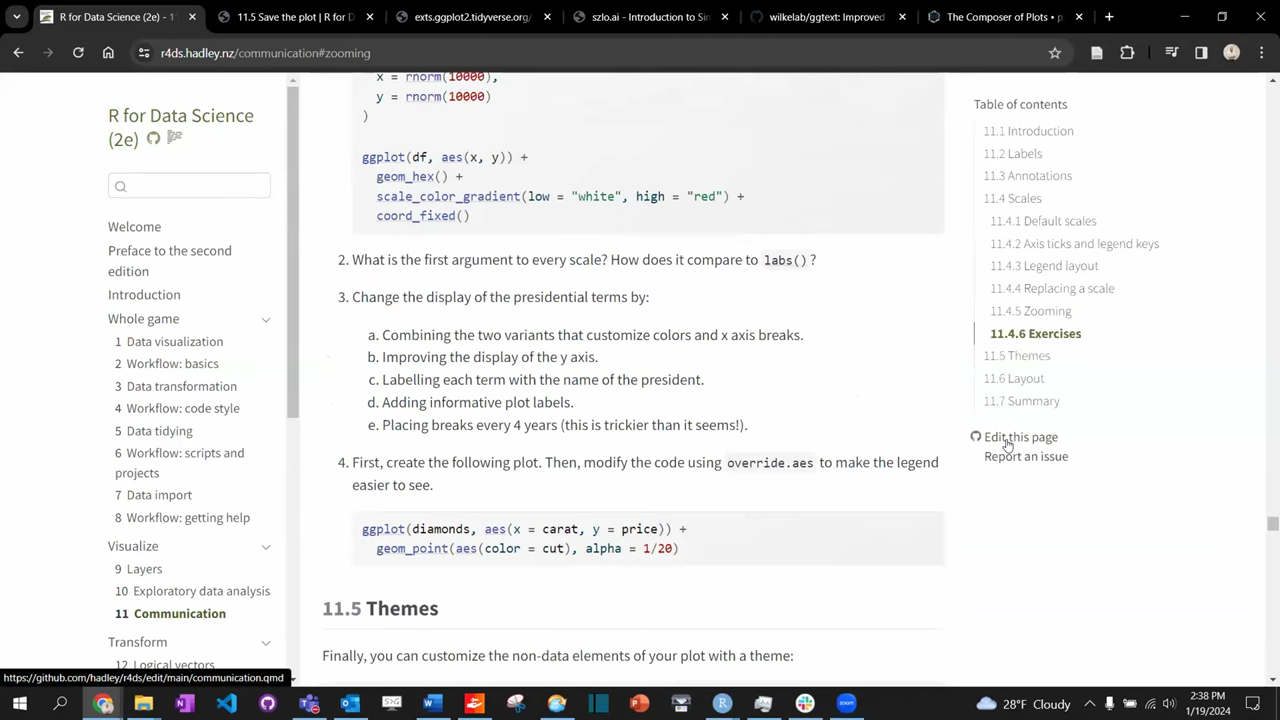 R for Data Science (2e) - 11
11.5 Save the plot | R for D
exts.ggplot2.tidyverse.org/
szlo.ai - Introduction to Sin
wilkelab/ggtext: Improved
The Composer of Plots • p
r4ds.hadley.nz/communication#zooming
R for Data Science
(2e)
Welcome
Preface to the second
edition
Introduction
Whole game
1 Data visualization
2 Workflow: basics
3 Data transformation
4 Workflow: code style
5 Data tidying
6 Workflow: scripts and
projects
7 Data import
8 Workflow: getting help
Visualize
9 Layers
10 Exploratory data analysis
11 Communication
Transform
12 Logical vectors
https://github.com/hadley/r4ds/edit/main/communication.qmd
x = rnorm(10000),
y = rnorm(10000)
)
ggplot(df, aes(x, y)) +
geom_hex() +
scale_color_gradient(low = "white", high = "red") +
coord_fixed()
2. What is the first argument to every scale? How does it compare to labs()?
3. Change the display of the presidential terms by:
a. Combining the two variants that customize colors and x axis breaks.
b. Improving the display of the y axis.
c. Labelling each term with the name of the president.
d. Adding informative plot labels.
e. Placing breaks every 4 years (this is trickier than it seems!).
4. First, create the following plot. Then, modify the code using override.aes to make the legend
easier to see.
ggplot(diamonds, aes(x = carat, y = price)) +
geom_point(aes(color = cut), alpha = 1/20)
11.5 Themes
Finally, you can customize the non-data elements of your plot with a theme:
Table of contents
11.1 Introduction
11.2 Labels
11.3 Annotations
11.4 Scales
11.4.1 Default scales
11.4.2 Axis ticks and legend keys
11.4.3 Legend layout
11.4.4 Replacing a scale
11.4.5 Zooming
11.4.6 Exercises
11.5 Themes
11.6 Layout
11.7 Summary
Edit this page
Report an issue
28°F Cloudy
2:38 PM
1/19/2024